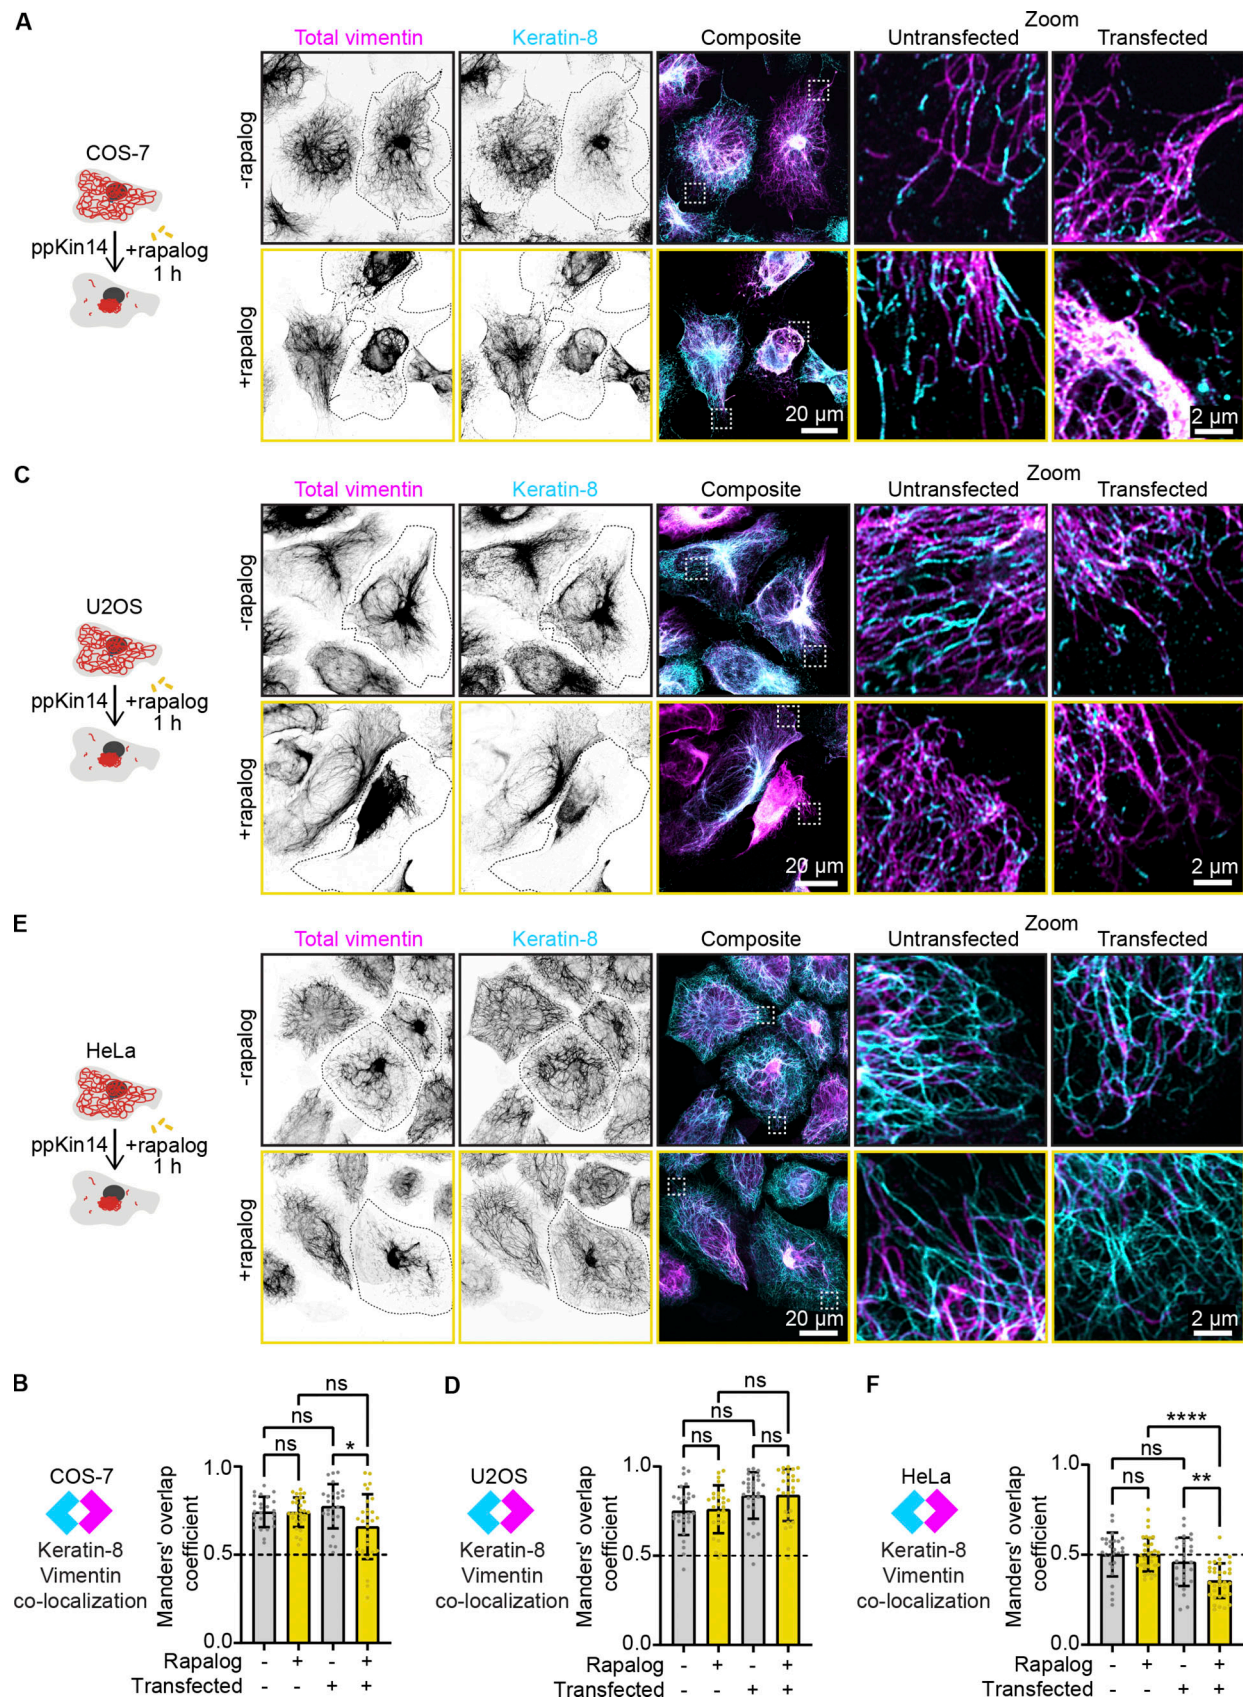 A
Zoom
Total vimentin Keratin-8 Composite Untransfected Transfected
-rapalog
COS-7
ppKin14 +rapalog
1 h
+rapalog
20 µm
2 µm
C
Zoom
Total vimentin Keratin-8 Composite Untransfected Transfected
-rapalog
U2OS
ppKin14 +rapalog
1 h
+rapalog
20 µm
2 µm
E
Zoom
Total vimentin Keratin-8 Composite Untransfected Transfected
-rapalog
HeLa
ppKin14 +rapalog
1 h
+rapalog
20 µm
2 µm
B
COS-7
Keratin-8
Vimentin
co-localization
Manders' overlap
coefficient
1.0
0.5
0.0
ns
ns
ns
*
Rapalog - + - +
Transfected - - + +
D
U2OS
Keratin-8
Vimentin
co-localization
Manders' overlap
coefficient
1.0
0.5
0.0
ns
ns
ns
ns
Rapalog - + - +
Transfected - - + +
F
HeLa
Keratin-8
Vimentin
co-localization
Manders' overlap
coefficient
1.0
0.5
0.0
****
ns
ns
**
Rapalog - + - +
Transfected - - + +